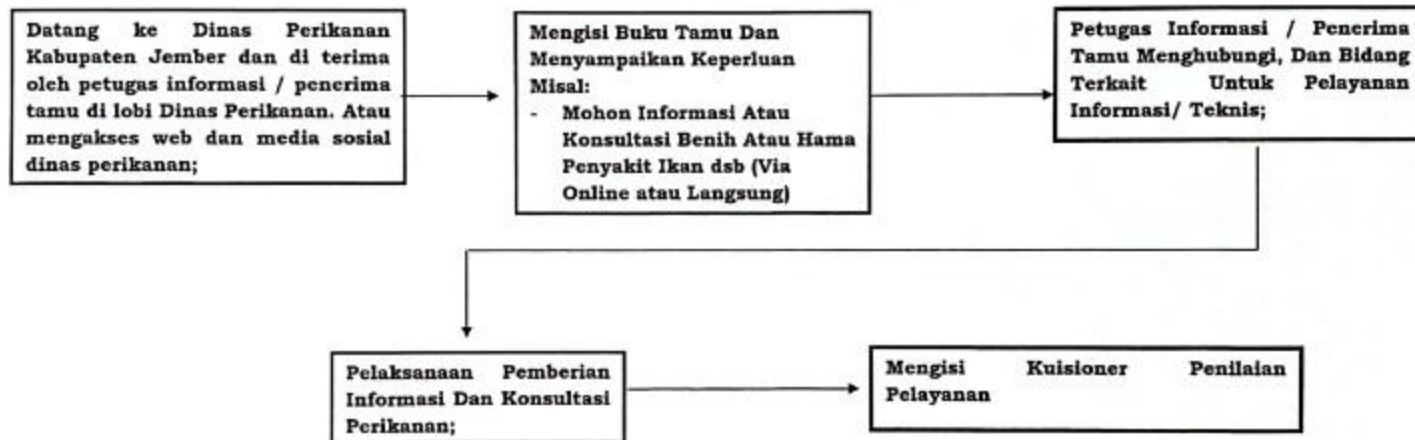 Datang ke Dinas Perikanan
Kabupaten Jember dan di terima
oleh petugas informasi / penerima
tamu di lobi Dinas Perikanan. Atau
mengakses web dan media sosial
dinas perikanan;
Mengisi Buku Tamu Dan
Menyampaikan Keperluan
Misal:
- Mohon Informasi Atau
Konsultasi Benih Atau Hama
Penyakit Ikan dsb (Via
Online atau Langsung)
Petugas Informasi / Penerima
Tamu Menghubungi, Dan Bidang
Terkait Untuk Pelayanan
Informasi/ Teknis;
Pelaksanaan Pemberian
Informasi Dan Konsultasi
Perikanan;
Mengisi Kuisioner Penilaian
Pelayanan